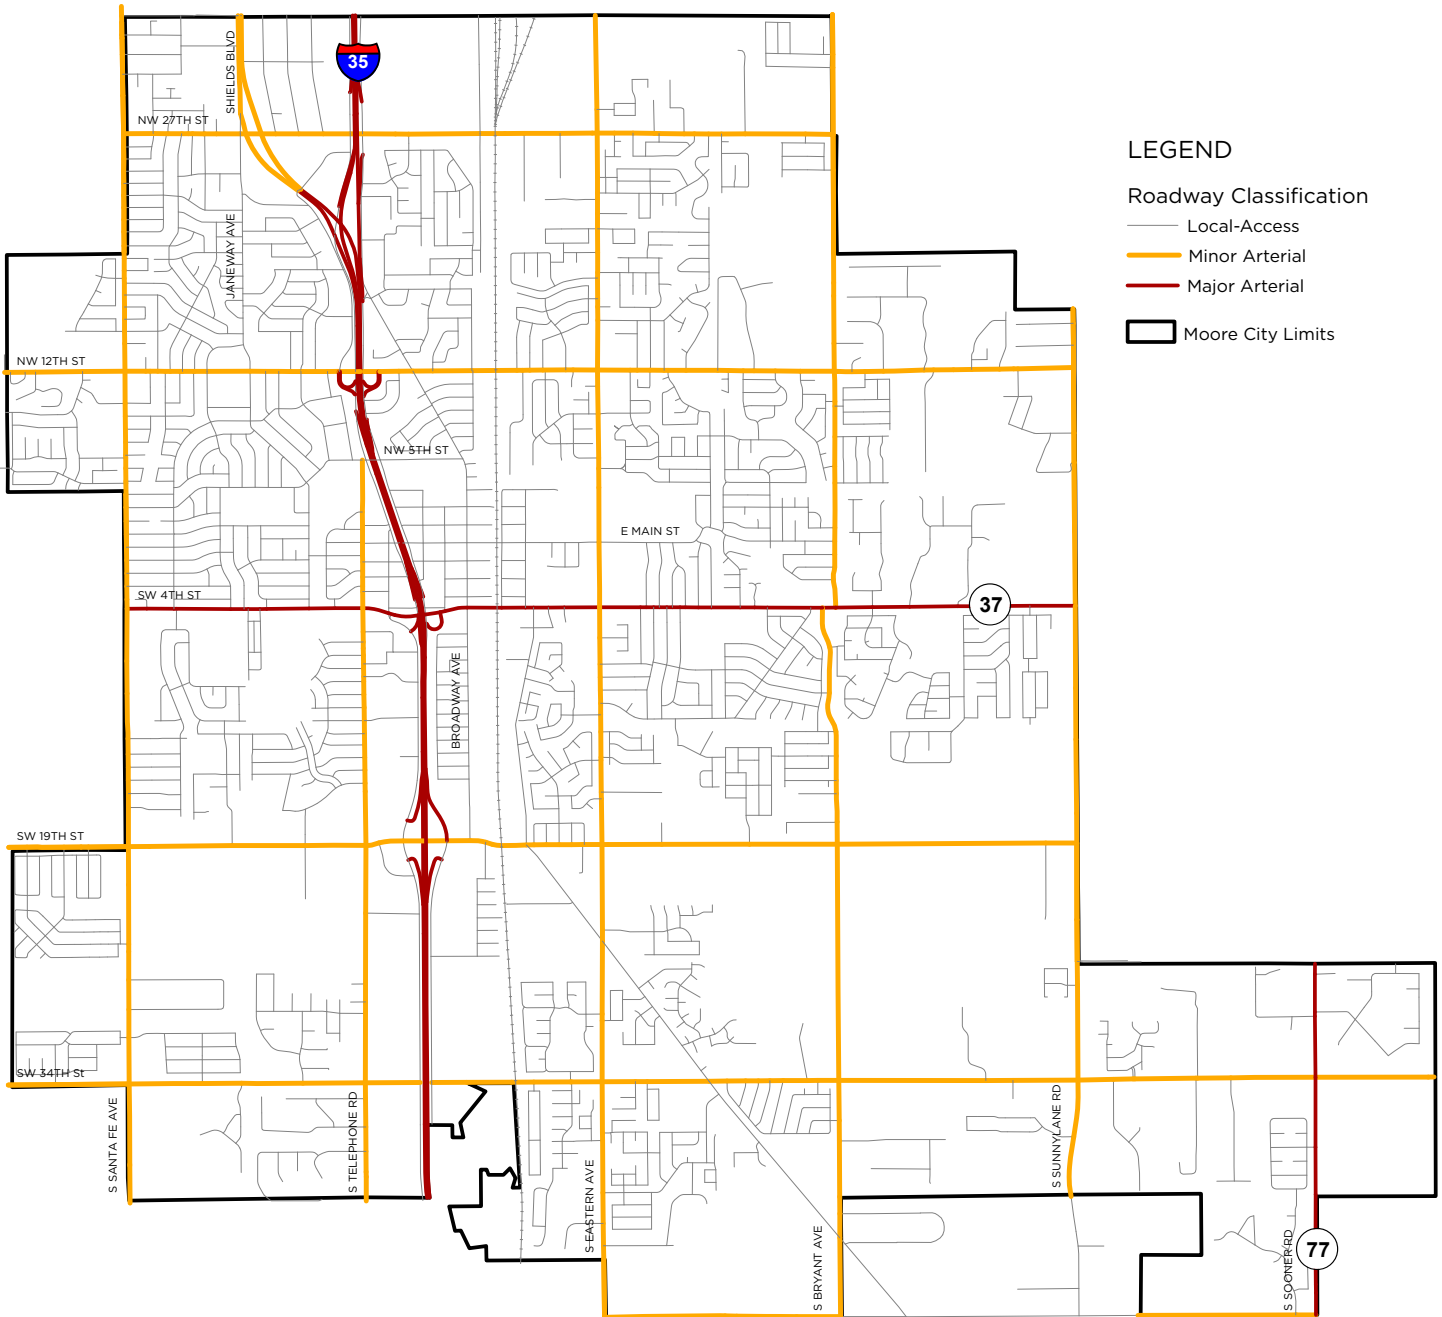 SHIELDS BLVD
35
NW 27TH ST
JANEWAY AVE
NW 12TH ST
NW 5TH ST
E MAIN ST
SW 4TH ST
37
BROADWAY AVE
SW 19TH ST
SW 34TH St
S SANTA FE AVE
S TELEPHONE RD
S EASTERN AVE
S BRYANT AVE
S SUNNYLANE RD
S SOONER RD
77
LEGEND
Roadway Classification
Local-Access
Minor Arterial
Major Arterial
Moore City Limits